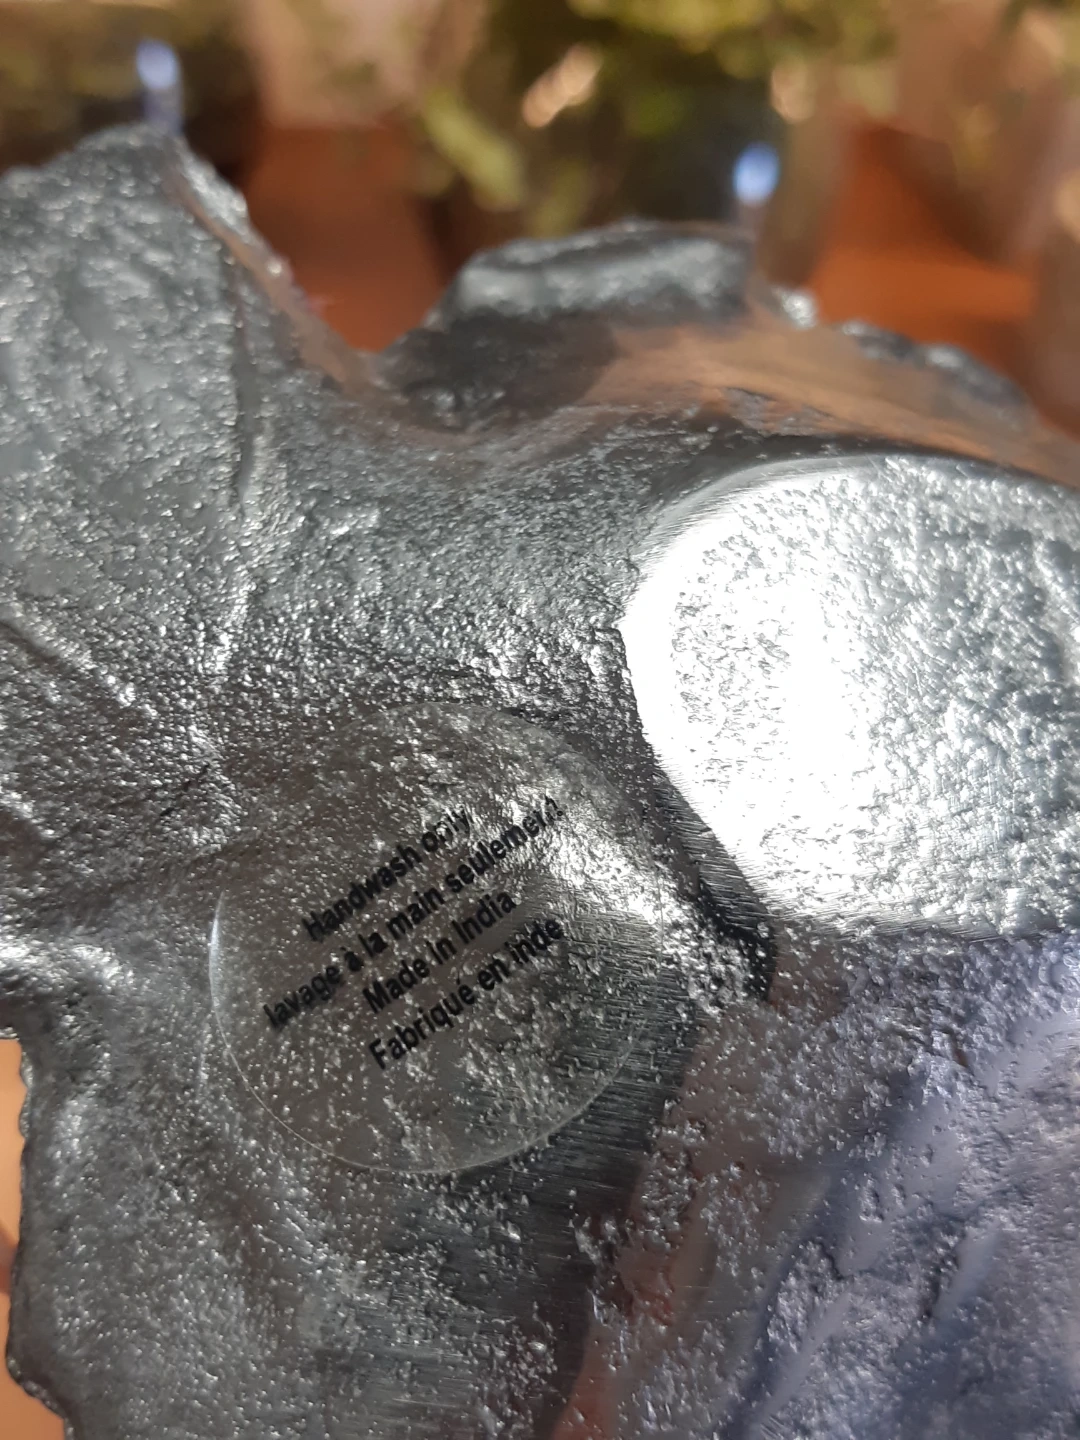 Handwash only
lavage à la main seulement
Made in India
Fabrique en inde